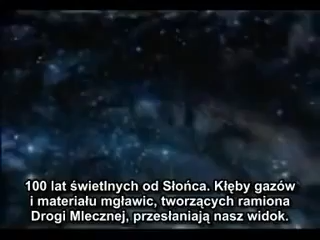 100 lat świetlnych od Słońca. Kłęby gazów
i materiału mgławic, tworzących ramiona
Drogi Mlecznej, przesłaniają nasz widok.